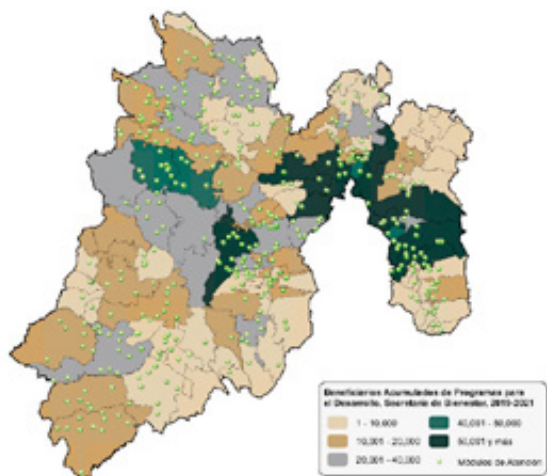 Beneficiarios Acumulados de Programas para
el Desarrollo, Secretaría de Bienestar, 2019-2021
1 - 10,000
10,001 - 20,000
20,001 - 40,000
40,001 - 50,000
50,001 y más
Módulos de Atención